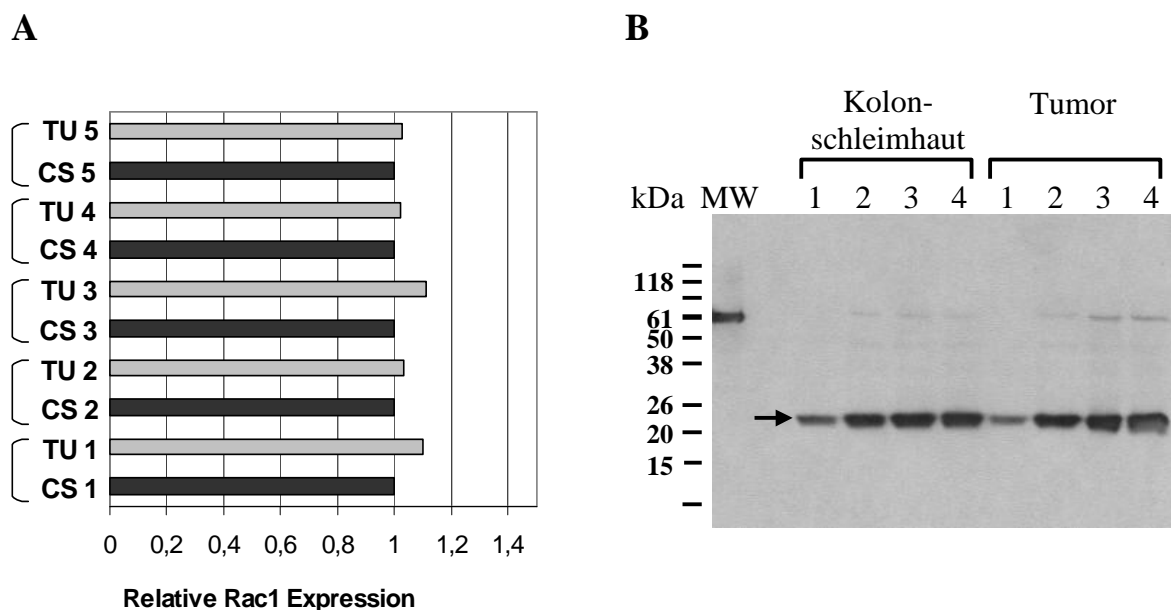 A
TU 5
CS 5
TU 4
CS 4
TU 3
CS 3
TU 2
CS 2
TU 1
CS 1
0 0,2 0,4 0,6 0,8 1 1,2 1,4
Relative Rac1 Expression
B
Kolon-
schleimhaut
Tumor
kDa MW 1 2 3 4 1 2 3 4
118
61
50
38
26
20
15